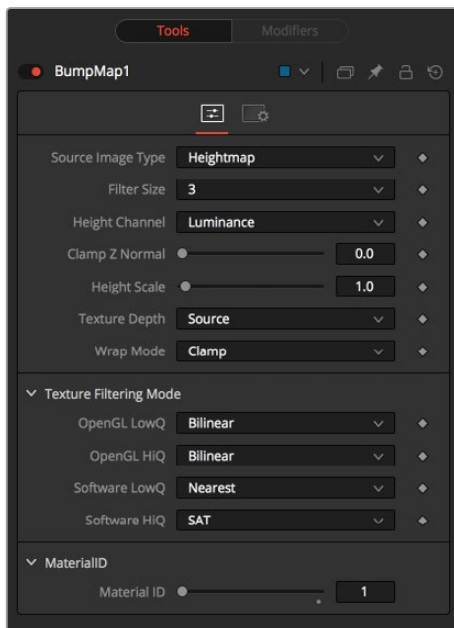 Tools Modifiers
BumpMap1
Source Image Type Heightmap
Filter Size 3
Height Channel Luminance
Clamp Z Normal 0.0
Height Scale 1.0
Texture Depth Source
Wrap Mode Clamp
Texture Filtering Mode
OpenGL LowQ Bilinear
OpenGL HiQ Bilinear
Software LowQ Nearest
Software HiQ SAT
MaterialID
Material ID 1